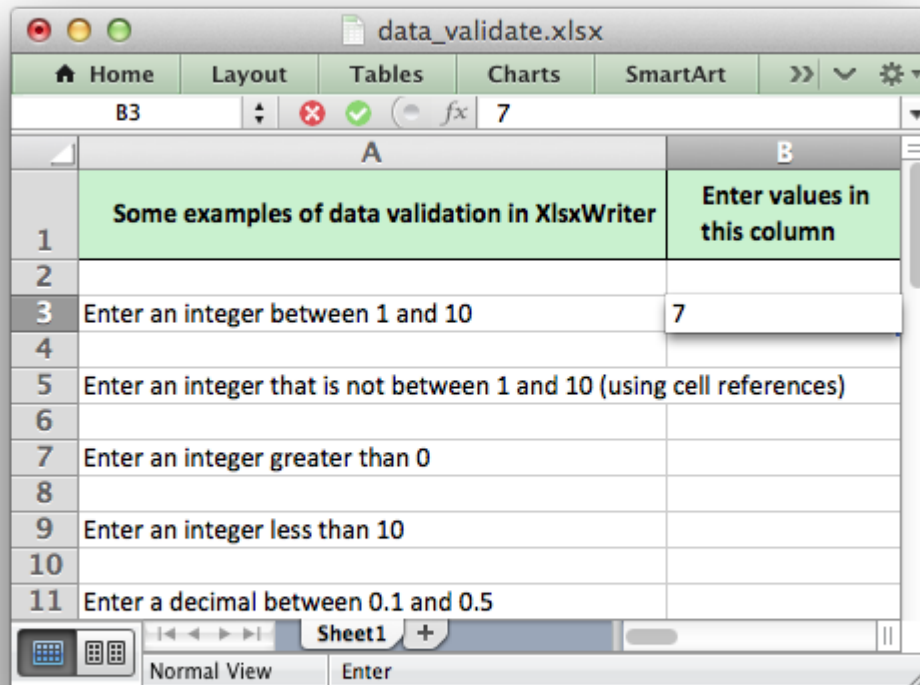 data_validate.xlsx
Home Layout Tables Charts SmartArt
B3 fx 7
A B
1 Some examples of data validation in XlsxWriter Enter values in
this column
2
3 Enter an integer between 1 and 10 7
4
5 Enter an integer that is not between 1 and 10 (using cell references)
6
7 Enter an integer greater than 0
8
9 Enter an integer less than 10
10
11 Enter a decimal between 0.1 and 0.5
Sheet1
Normal View Enter